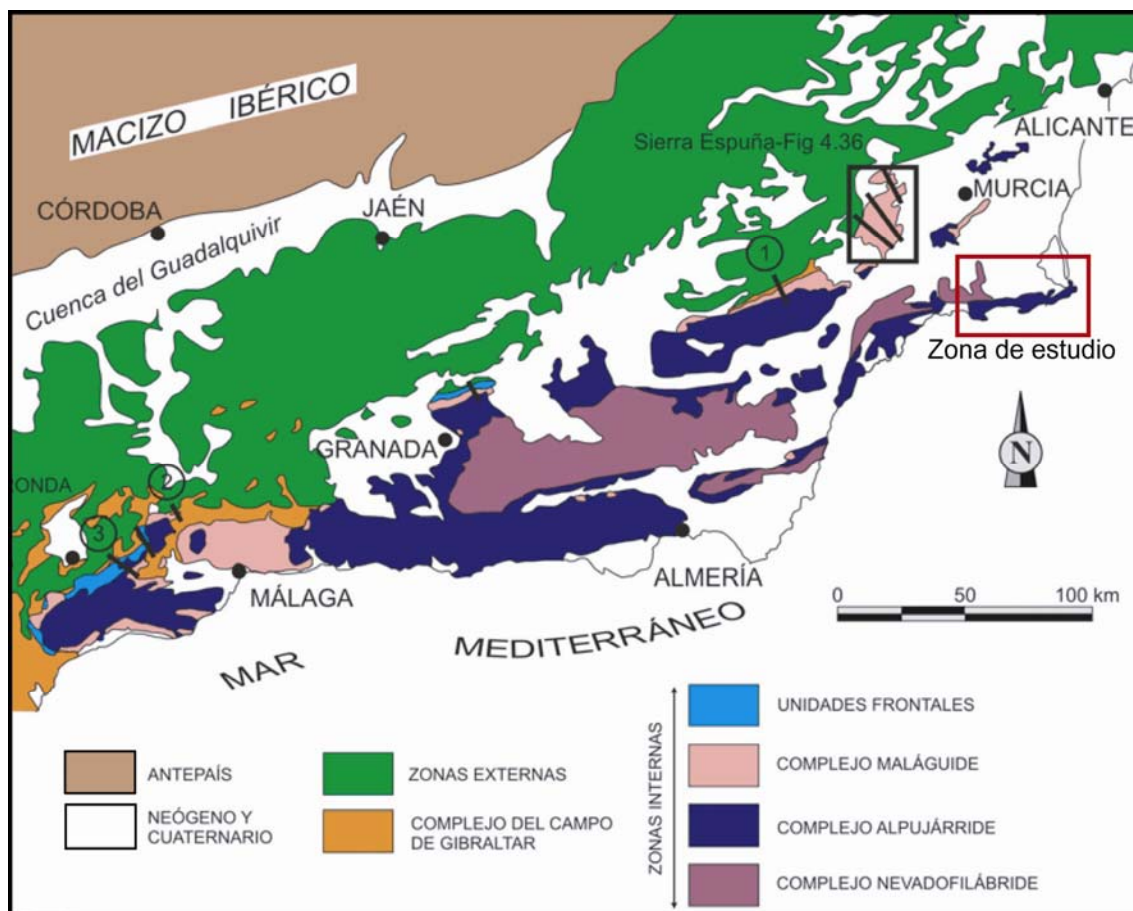 MACIZO IBÉRICO
ALICANTE
Sierra Espuña-Fig 4.36
MURCIA
CÓRDOBA
JAÉN
Cuenca del Guadalquivir
1
Zona de estudio
GRANADA
N
ONDA
2
3
MÁLAGA
ALMERÍA
0 50 100 km
MAR MEDITERRÁNEO
ANTEPAÍS
NEÓGENO Y
CUATERNARIO
ZONAS EXTERNAS
COMPLEJO DEL CAMPO
DE GIBRALTAR
ZONAS INTERNAS
UNIDADES FRONTALES
COMPLEJO MALÁGUIDE
COMPLEJO ALPUJÁRRIDE
COMPLEJO NEVADOFILÁBRIDE